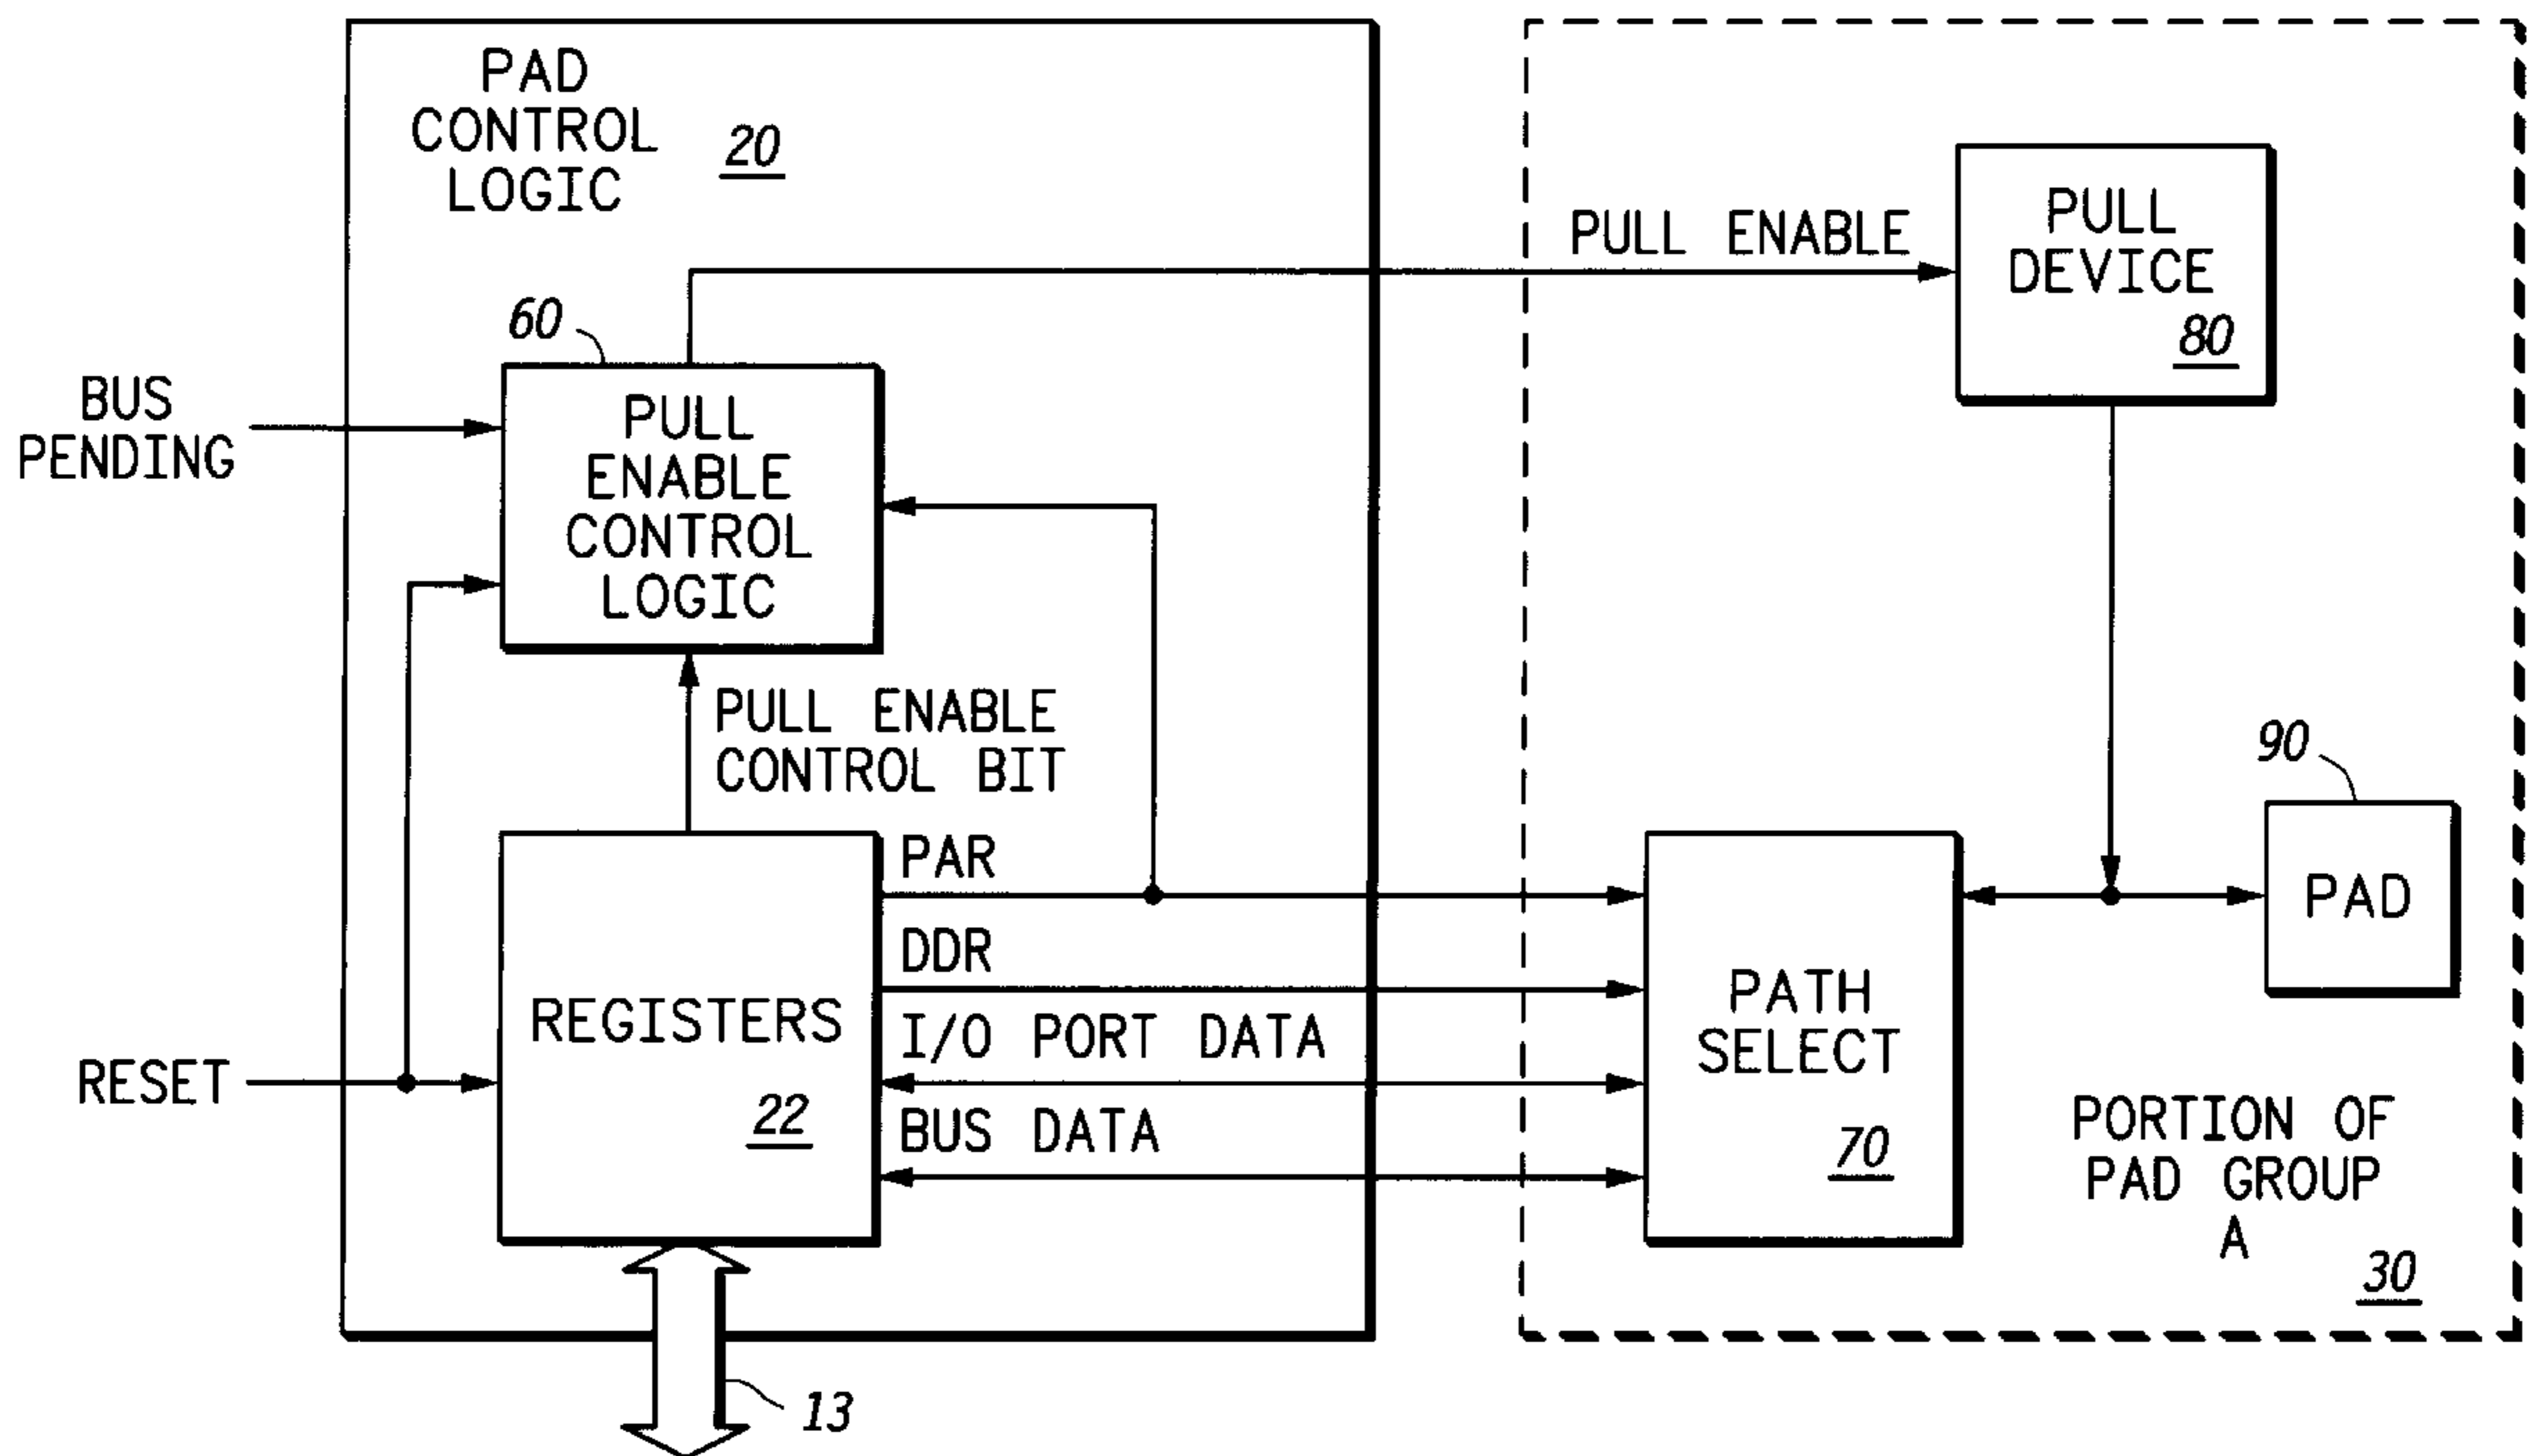 PAD
CONTROL
LOGIC
20
PULL ENABLE
PULL
DEVICE
80
60
BUS
PENDING
PULL
ENABLE
CONTROL
LOGIC
PULL ENABLE
CONTROL BIT
90
PAD
PAR
DDR
I/O PORT DATA
BUS DATA
REGISTERS
22
RESET
PATH
SELECT
70
PORTION OF
PAD GROUP
A
30
13